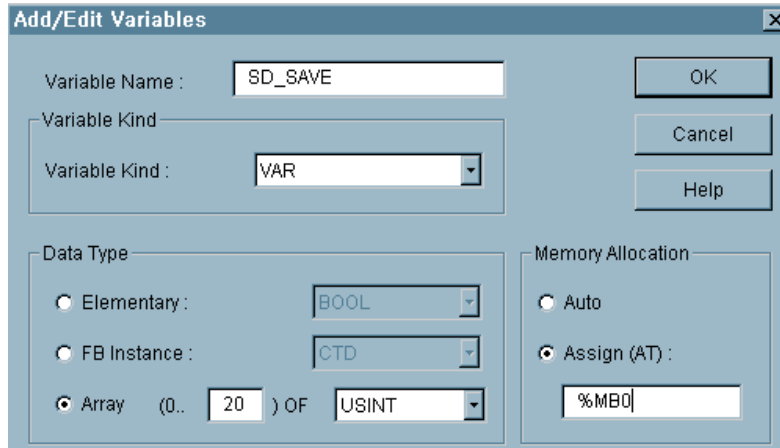 Add/Edit Variables
Variable Name : SD_SAVE
OK
Variable Kind
Cancel
Variable Kind : VAR
Help
Data Type
Memory Allocation
Elementary : BOOL
Auto
FB Instance : CTD
Assign (AT) :
Array (0.. 20 ) OF USINT
%MB0